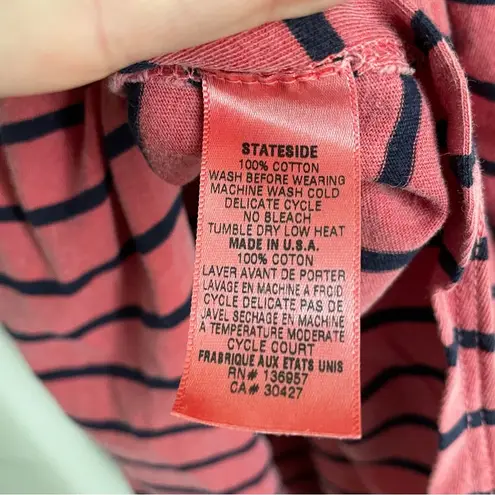 STATESIDE
100% COTTON
WASH BEFORE WEARING
MACHINE WASH COLD
DELICATE CYCLE
NO BLEACH
TUMBLE DRY LOW HEAT
MADE IN U.S.A.
100% COTON
LAVER AVANT DE PORTER
LAVAGE EN MACHINE A FROID
CYCLE DELICATE PAS DE
JAVEL SECHAGE EN MACHINE
A TEMPERATURE MODERATE
CYCLE COURT
FRABRIQUE AUX ETATS UNIS
RN# 136957
CA# 30427